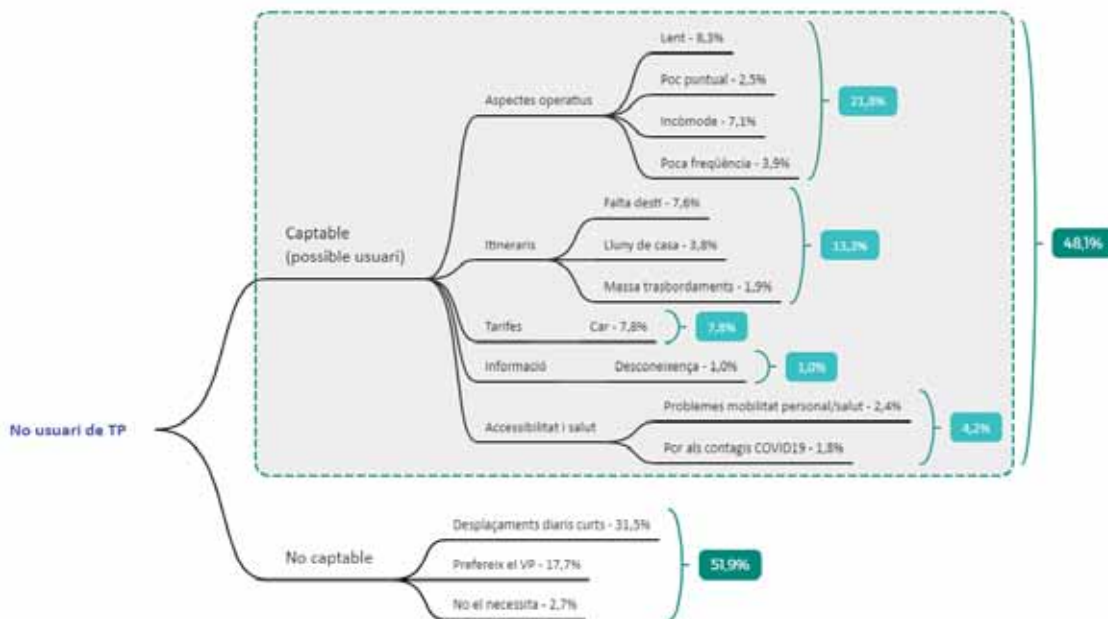 Lent - 8,3%
Poc puntual - 2,5%
Aspectes operatius
21,8%
Incòmode - 7,1%
Poca freqüència - 3,9%
Falta destí - 7,6%
Captable
(possible usuari)
Itineraris
Lluny de casa - 3,8%
13,2%
48,1%
Massa trasbordaments - 1,9%
Tarifes
Car - 7,8%
7,8%
Informació
Desconeixença - 1,0%
1,0%
Problemes mobilitat personal/salut - 2,4%
Accessibilitat i salut
4,2%
Por als contagis COVID19 - 1,8%
No usuari de TP
Desplaçaments diaris curts - 31,5%
No captable
Prefereix el VP - 17,7%
51,9%
No el necessita - 2,7%